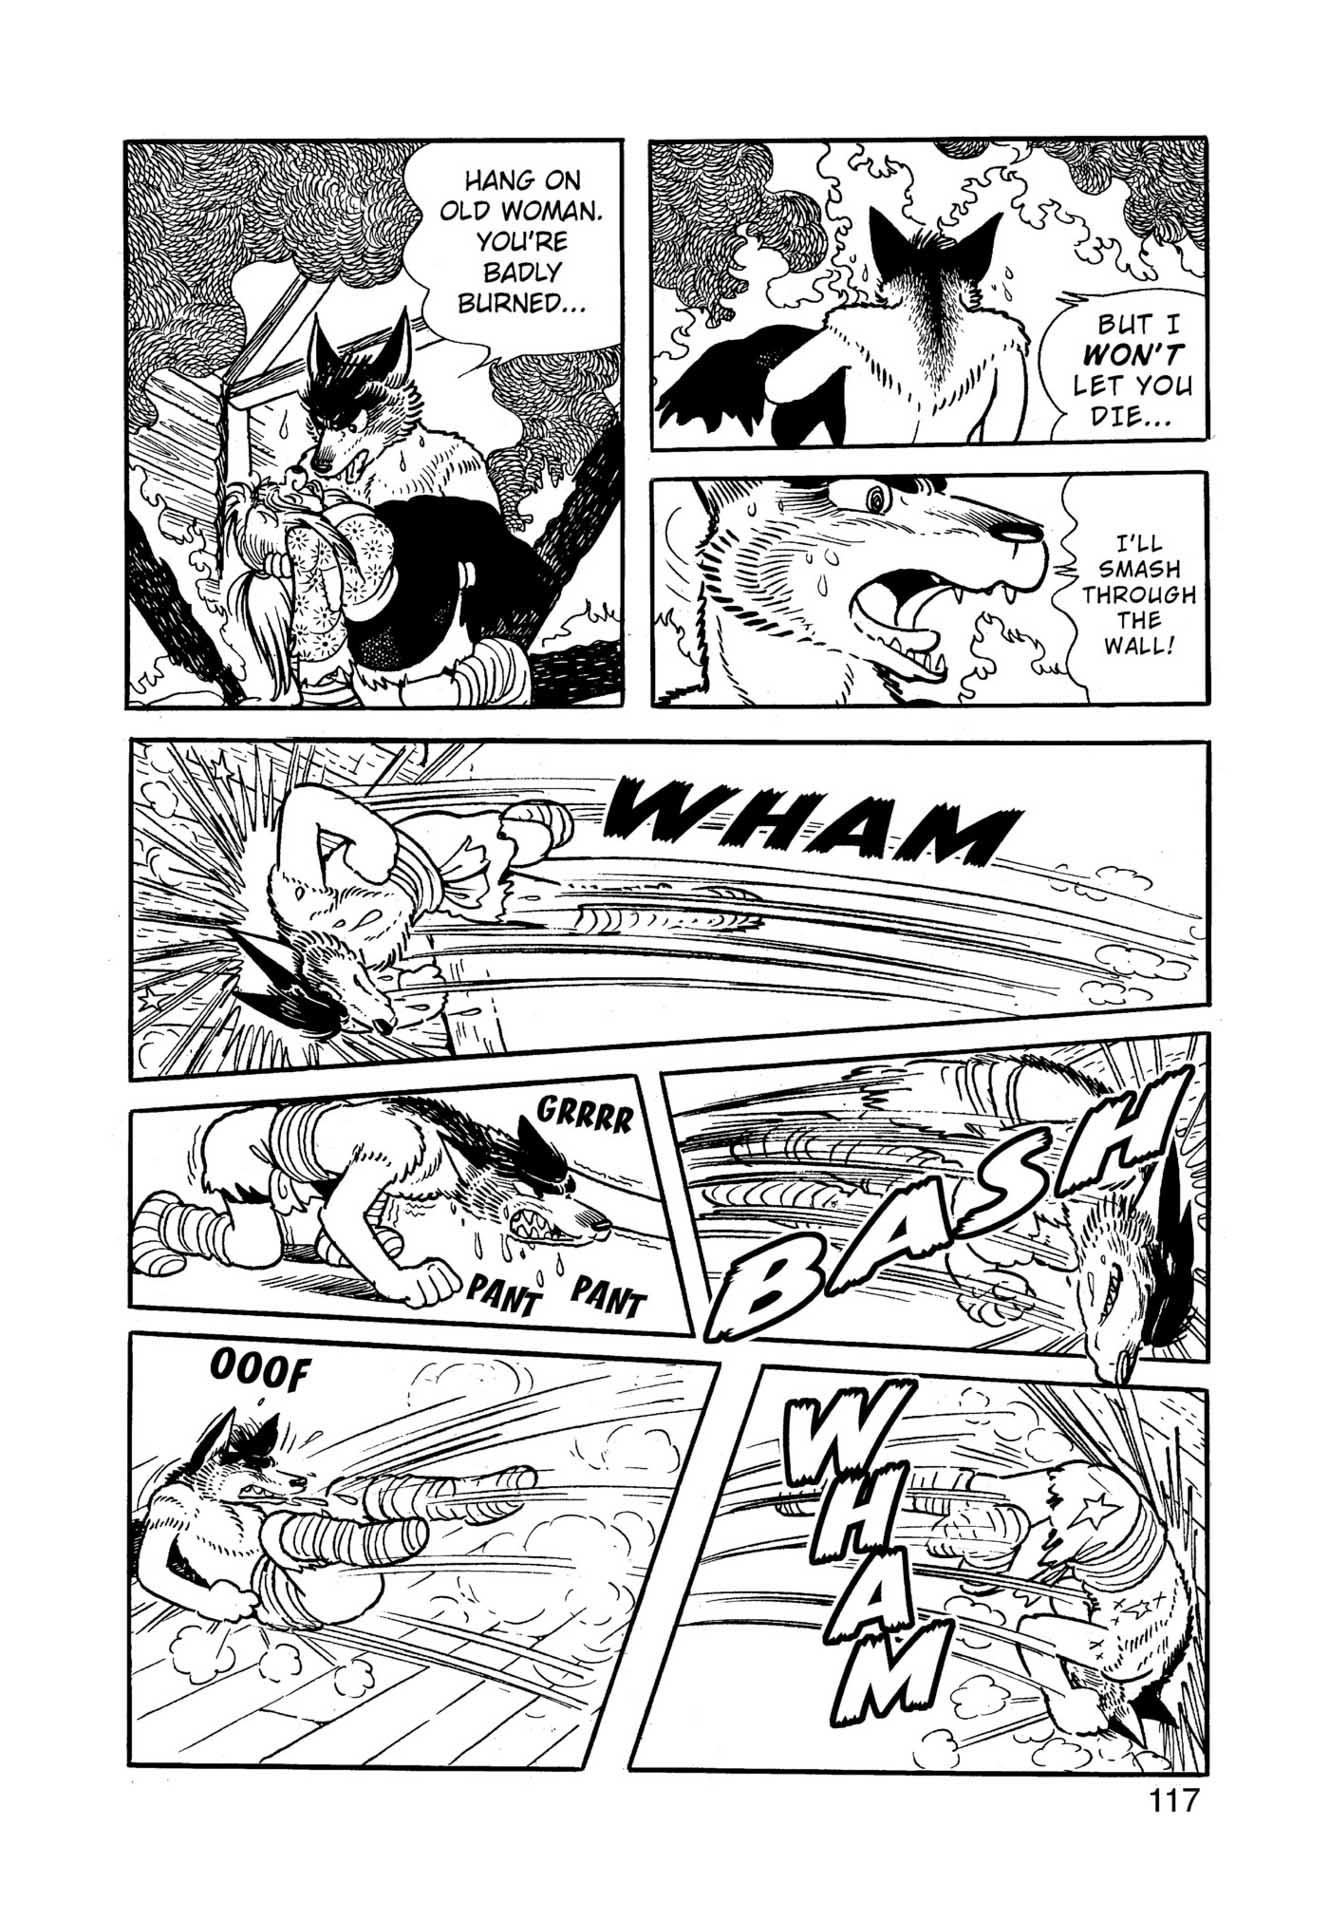 HANG ON
OLD WOMAN.
YOU'RE
BADLY
BURNED...
BUT I
WON'T
LET YOU
DIE...
I'LL
SMASH
THROUGH
THE
WALL!
WHAM
GRRRR
PANT
PANT
BASH
OOOF
WHAM
117